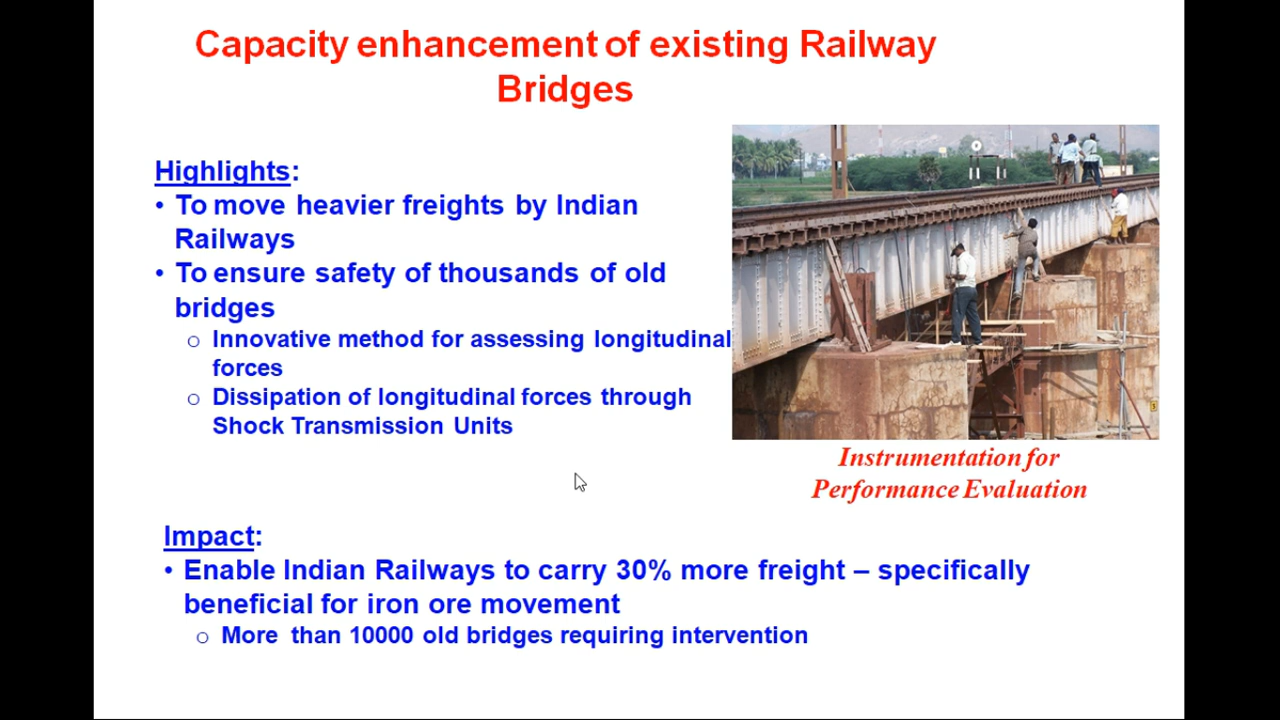 Capacity enhancement of existing Railway
Bridges
Highlights:
• To move heavier freights by Indian
Railways
• To ensure safety of thousands of old
bridges
o Innovative method for assessing longitudinal
forces
o Dissipation of longitudinal forces through
Shock Transmission Units
Instrumentation for
Performance Evaluation
Impact:
• Enable Indian Railways to carry 30% more freight – specifically
beneficial for iron ore movement
o More than 10000 old bridges requiring intervention